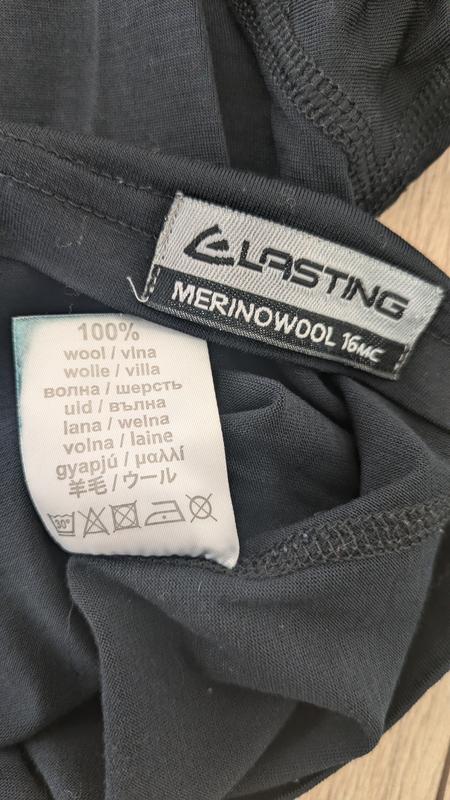 LASTING
MERINOWOOL 16MC
100%
wool / vlna
wolle / villa
волна / шерсть
uld / вълна
lana / wełna
volna / laine
gyapjú / μαλλί
羊毛 / ウール
30°